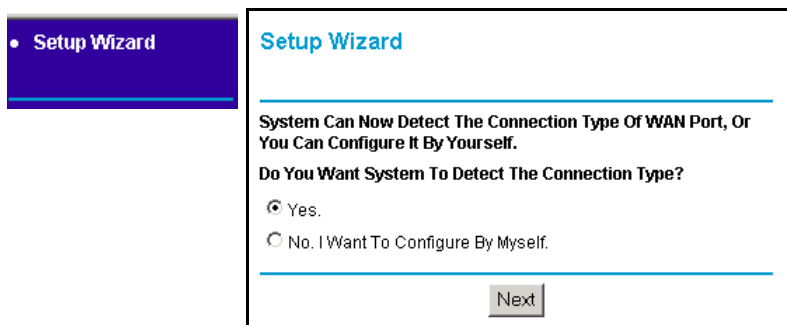 Setup Wizard
Setup Wizard
System Can Now Detect The Connection Type Of WAN Port, Or
You Can Configure It By Yourself.
Do You Want System To Detect The Connection Type?
Yes.
No. I Want To Configure By Myself.
Next